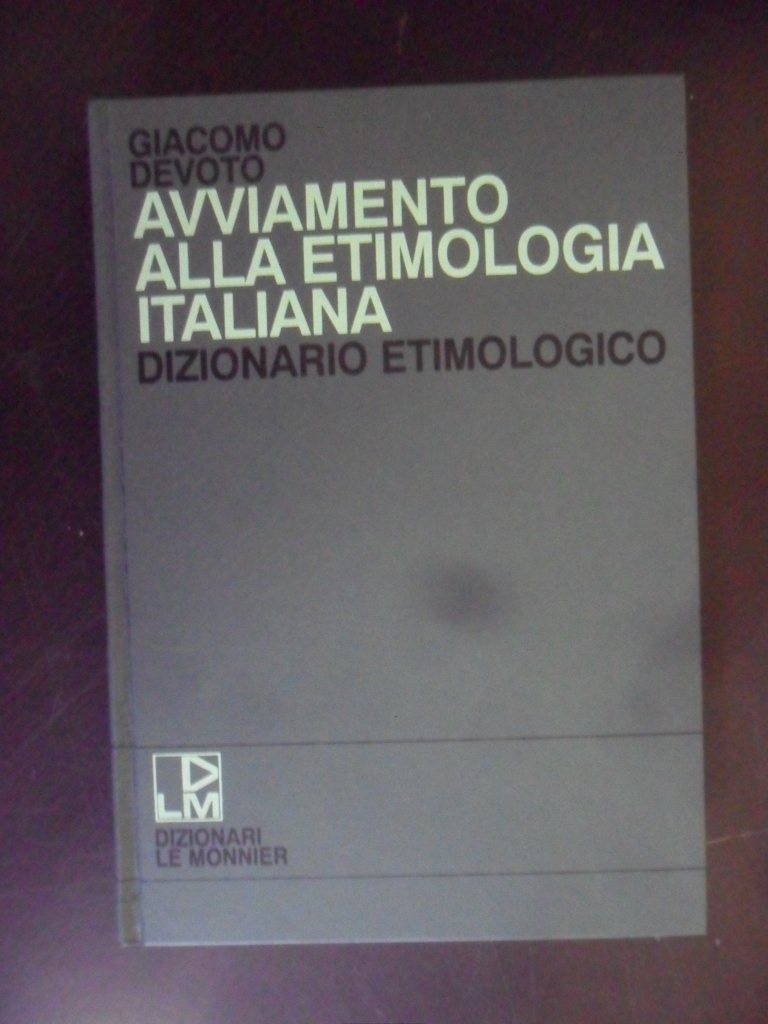 GIACOMO
DEVOTO
AVVIAMENTO
ALLA ETIMOLOGIA
ITALIANA
DIZIONARIO ETIMOLOGICO
D
LM
DIZIONARI
LE MONNIER